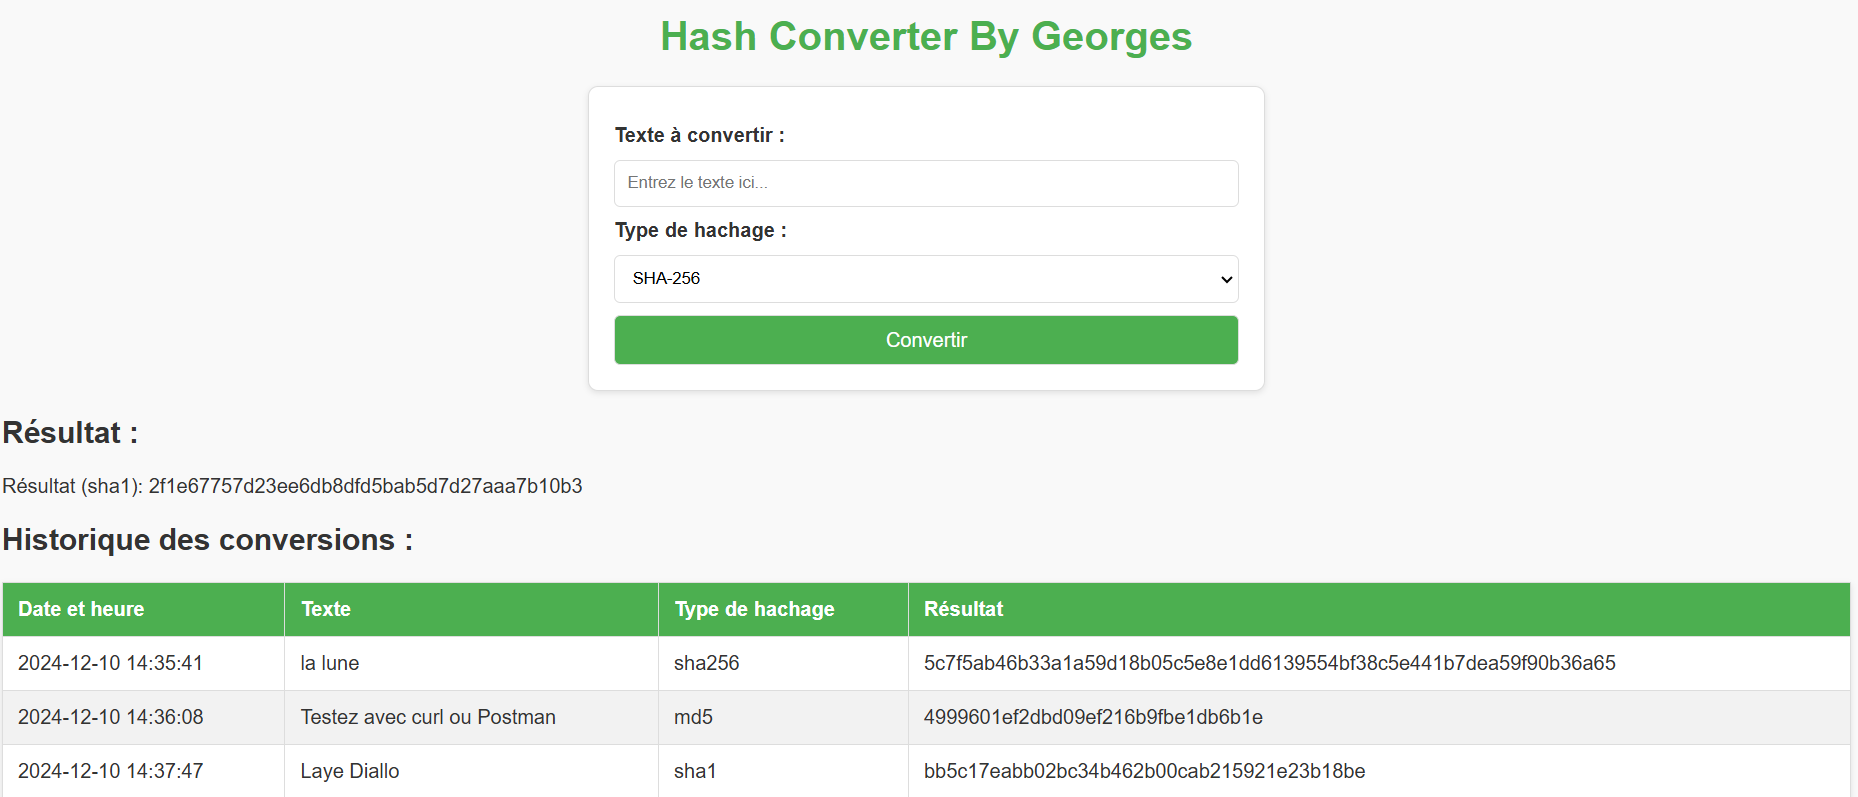 Hash Converter By Georges
Texte à convertir :
Entrez le texte ici...
Type de hachage :
SHA-256
Convertir
Résultat :
Résultat (sha1): 2f1e67757d23ee6db8dfd5bab5d7d27aaa7b10b3
Historique des conversions :
Date et heure Texte Type de hachage Résultat
2024-12-10 14:35:41 la lune sha256 5c7f5ab46b33a1a59d18b05c5e8e1dd6139554bf38c5e441b7dea59f90b36a65
2024-12-10 14:36:08 Testez avec curl ou Postman md5 4999601ef2dbd09ef216b9fbe1db6b1e
2024-12-10 14:37:47 Laye Diallo sha1 bb5c17eabb02bc34b462b00cab215921e23b18be